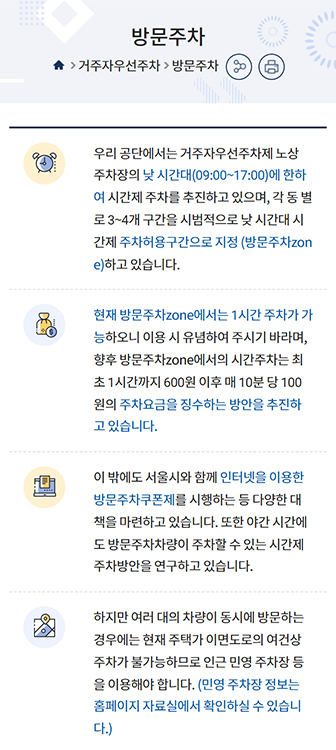 방문주차
> 거주자우선주차 > 방문주차
우리 공단에서는 거주자우선주차제 노상
주차장의 낮 시간대(09:00~17:00)에 한하
여 시간제 주차를 추진하고 있으며, 각 동 별
로 3~4개 구간을 시범적으로 낮 시간대 시
간제 주차허용구간으로 지정 (방문주차zon
e)하고 있습니다.
현재 방문주차zone에서는 1시간 주차가 가
능하오니 이용 시 유념하여 주시기 바라며,
향후 방문주차zone에서의 시간주차는 최
초 1시간까지 600원 이후 매 10분 당 100
원의 주차요금을 징수하는 방안을 추진하
고 있습니다.
이 밖에도 서울시와 함께 인터넷을 이용한
방문주차쿠폰제를 시행하는 등 다양한 대
책을 마련하고 있습니다. 또한 야간 시간에
도 방문주차차량이 주차할 수 있는 시간제
주차방안을 연구하고 있습니다.
하지만 여러 대의 차량이 동시에 방문하는
경우에는 현재 주택가 이면도로의 여건상
주차가 불가능하므로 인근 민영 주차장 등
을 이용해야 합니다. (민영 주차장 정보는
홈페이지 자료실에서 확인하실 수 있습니
다.)